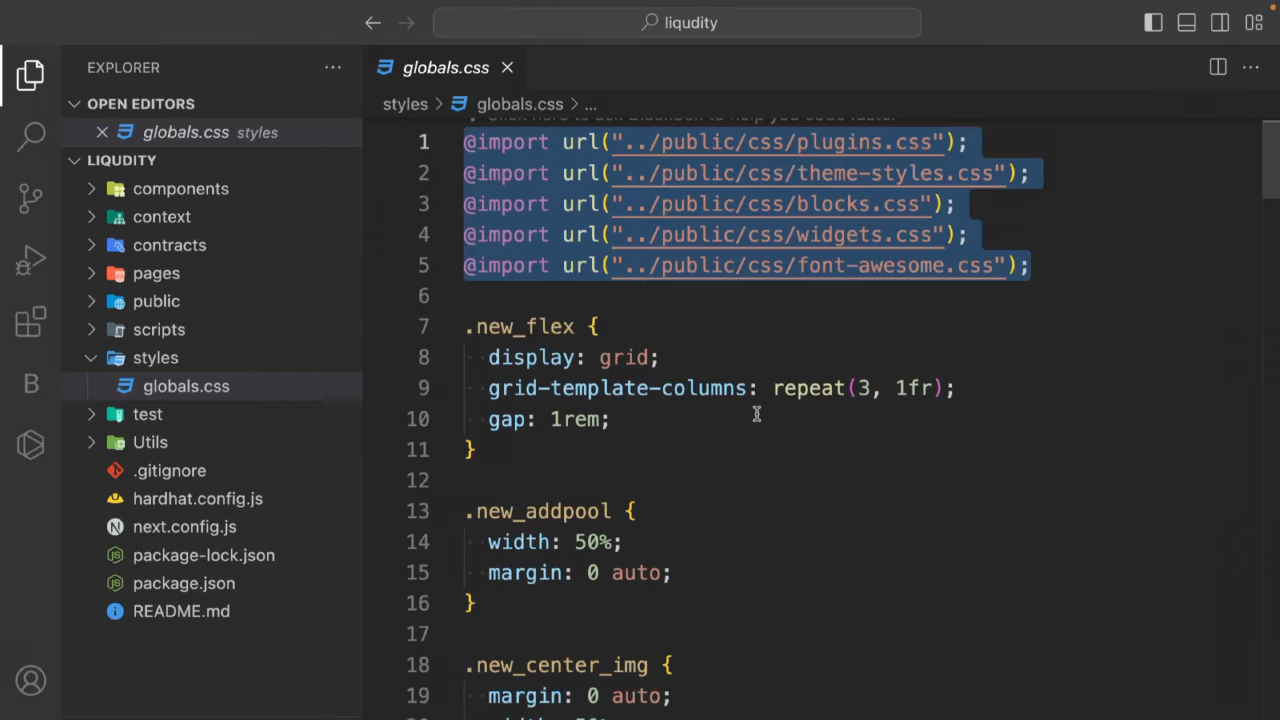 liqudity
EXPLORER
OPEN EDITORS
globals.css styles
LIQUDITY
components
context
contracts
pages
public
scripts
styles
globals.css
test
Utils
.gitignore
hardhat.config.js
next.config.js
package-lock.json
package.json
README.md
B
globals.css
styles > globals.css > ...
1 @import url("../public/css/plugins.css");
2 @import url("../public/css/theme-styles.css");
3 @import url("../public/css/blocks.css");
4 @import url("../public/css/widgets.css");
5 @import url("../public/css/font-awesome.css");
6
7 .new_flex {
8 display: grid;
9 grid-template-columns: repeat(3, 1fr);
10 gap: 1rem;
11 }
12
13 .new_addpool {
14 width: 50%;
15 margin: 0 auto;
16 }
17
18 .new_center_img {
19 margin: 0 auto;